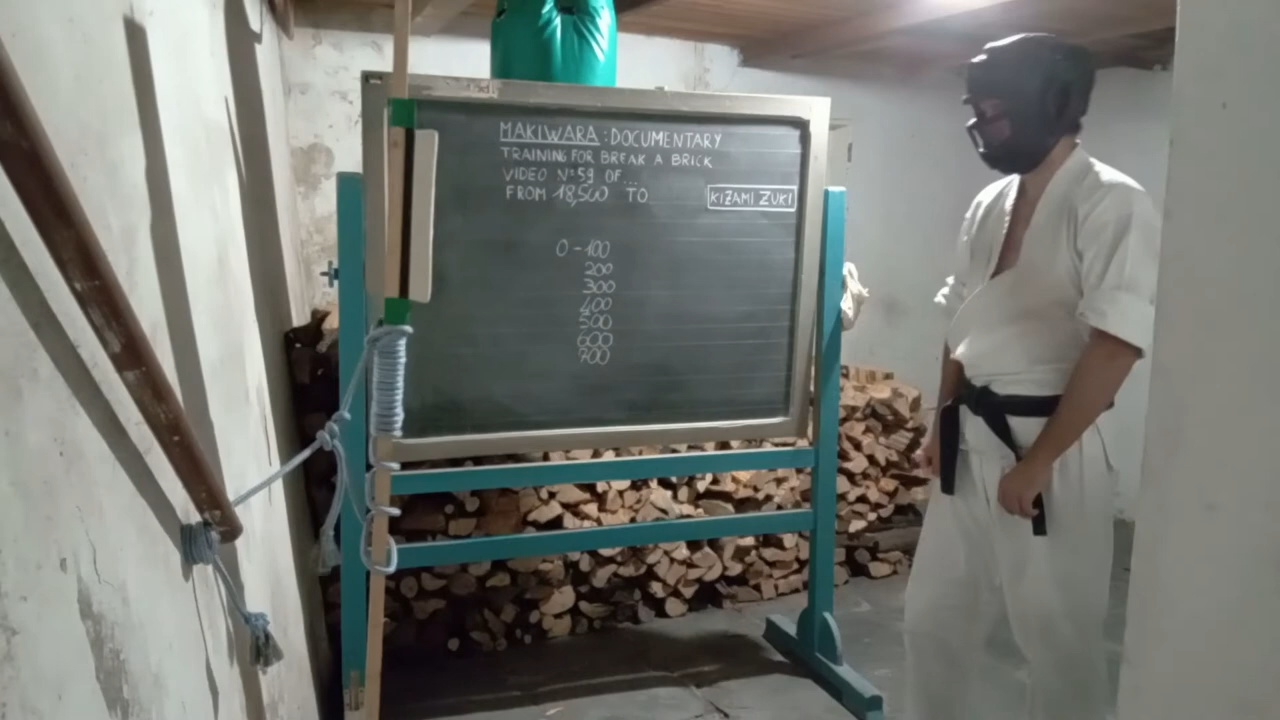 MAKIWARA : DOCUMENTARY
TRAINING FOR BREAK A BRICK
VIDEO Nº 59 OF...
FROM 18,500 TO
KIZAMI ZUKI
0 - 100
200
300
400
500
600
700